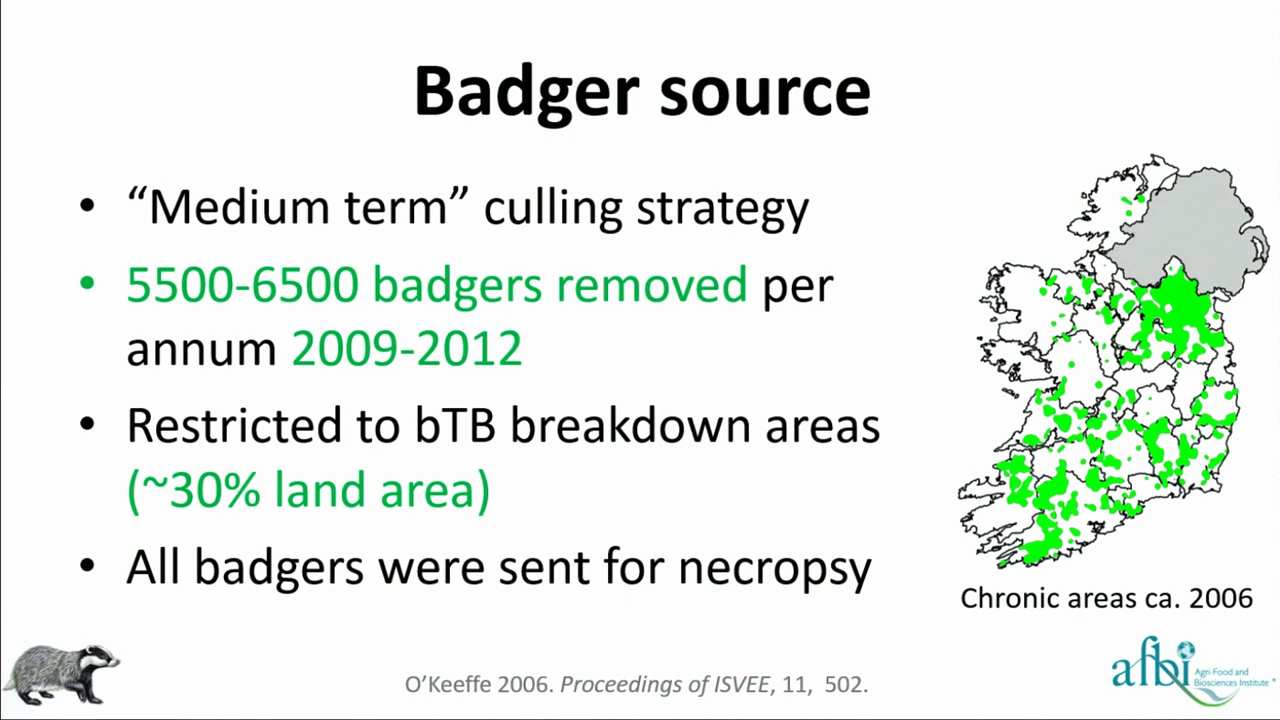 Badger source
• “Medium term” culling strategy
• 5500-6500 badgers removed per
annum 2009-2012
• Restricted to bTB breakdown areas
(~30% land area)
• All badgers were sent for necropsy
Chronic areas ca. 2006
O’Keeffe Proceedings of ISVEE, 11, 502.
afbi Agri-Food and
Biosciences Institute